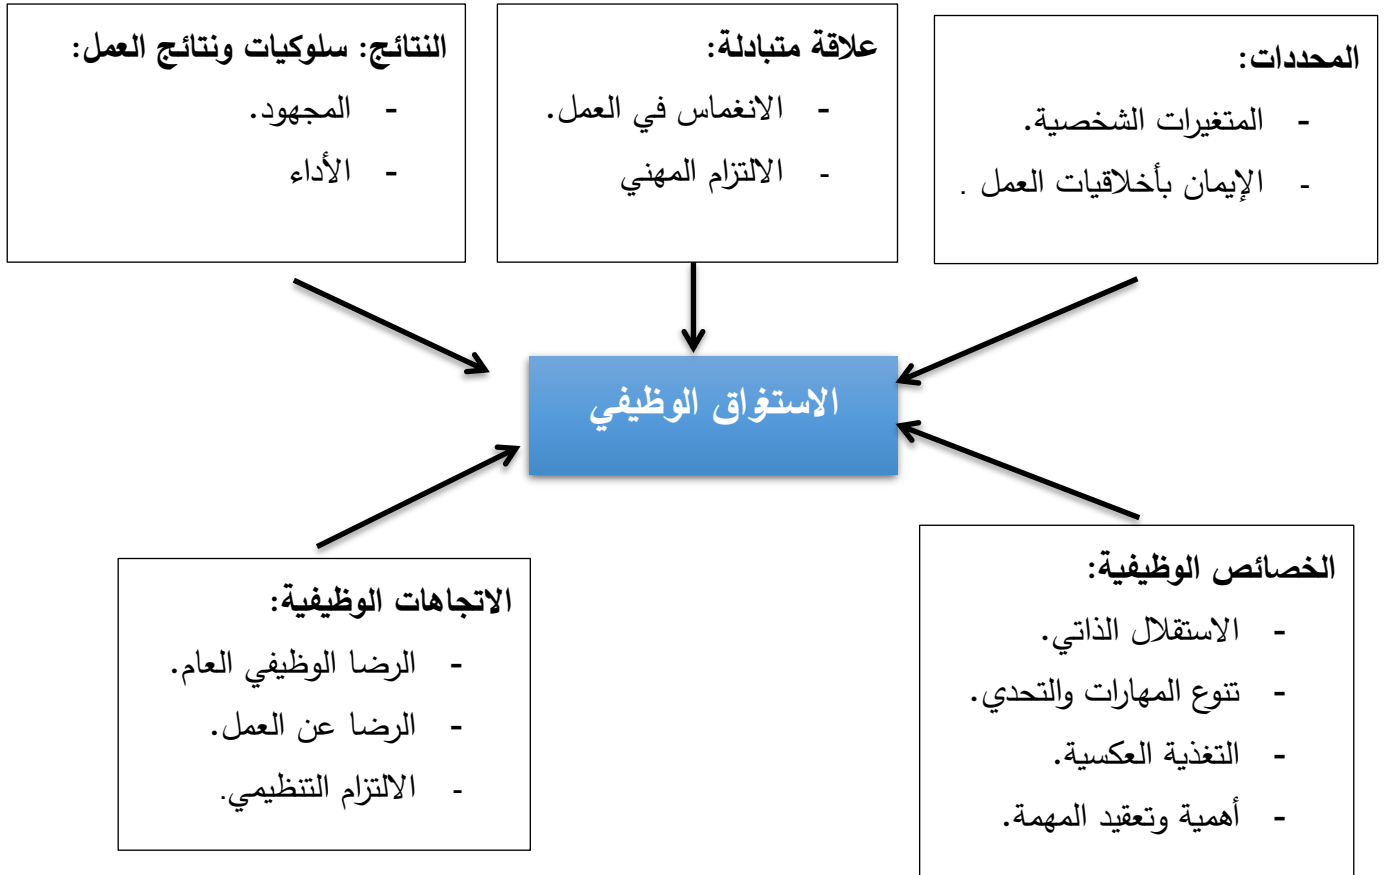 المحددات:
- المتغيرات الشخصية.
- الإيمان بأخلاقيات العمل .
علاقة متبادلة:
- الانغماس في العمل.
- الالتزام المهني
النتائج: سلوكيات ونتائج العمل:
- المجهود.
- الأداء
الاستغراق الوظيفي
الخصائص الوظيفية:
- الاستقلال الذاتي.
- تنوع المهارات والتحدي.
- التغذية العكسية.
- أهمية وتعقيد المهمة.
الاتجاهات الوظيفية:
- الرضا الوظيفي العام.
- الرضا عن العمل.
- الالتزام التنظيمي.